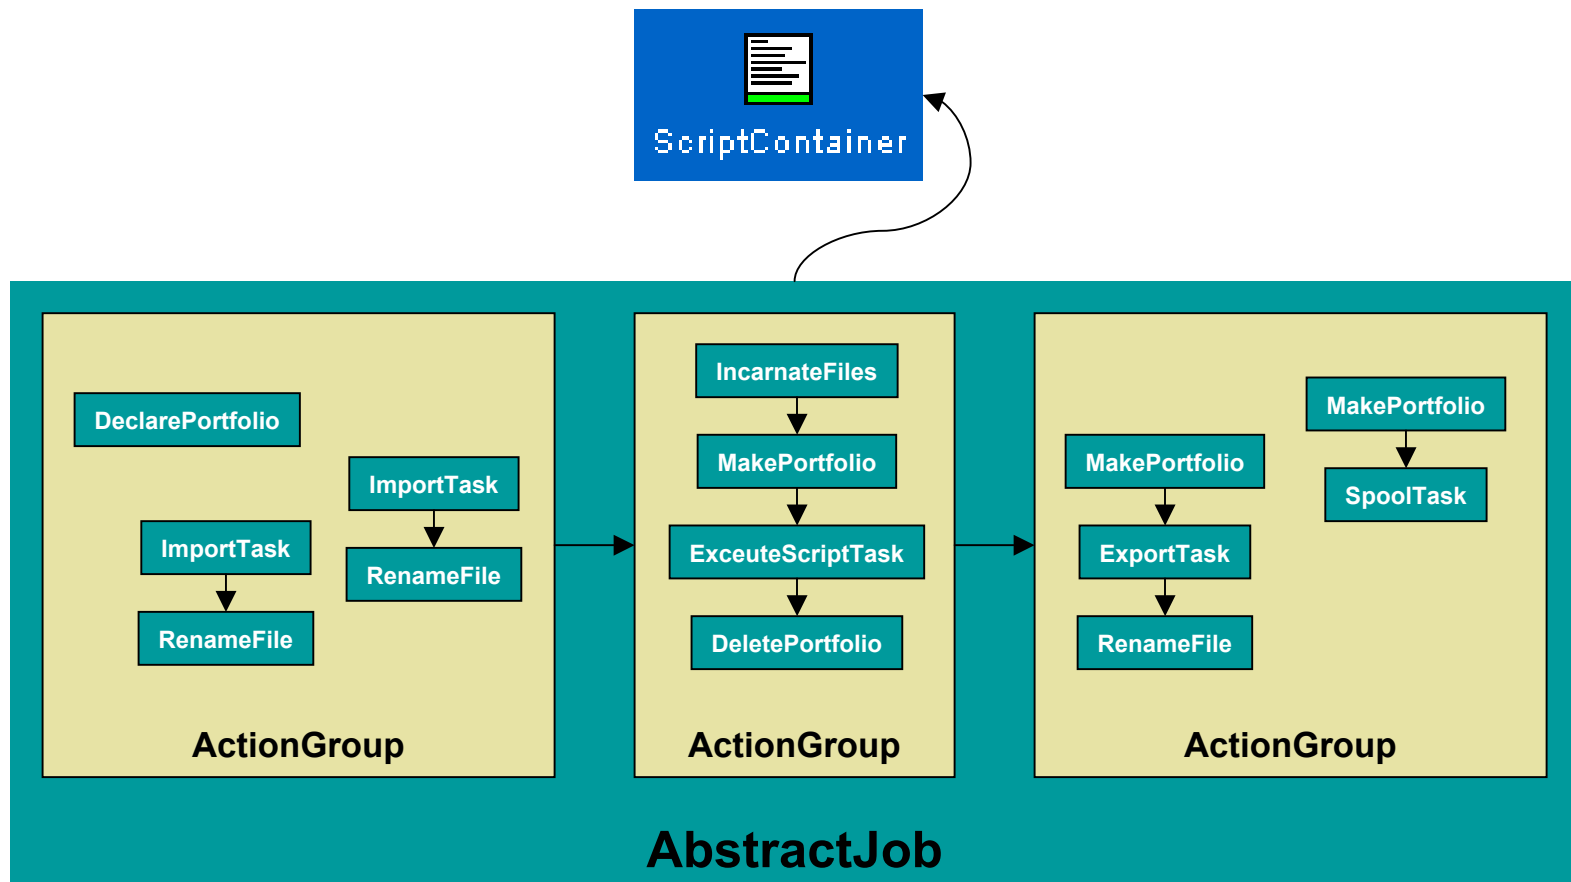 ScriptContainer
DeclarePortfolio
ImportTask
RenameFile
ImportTask
RenameFile
ActionGroup
IncarnateFiles
MakePortfolio
ExceuteScriptTask
DeletePortfolio
ActionGroup
MakePortfolio
ExportTask
RenameFile
MakePortfolio
SpoolTask
ActionGroup
AbstractJob